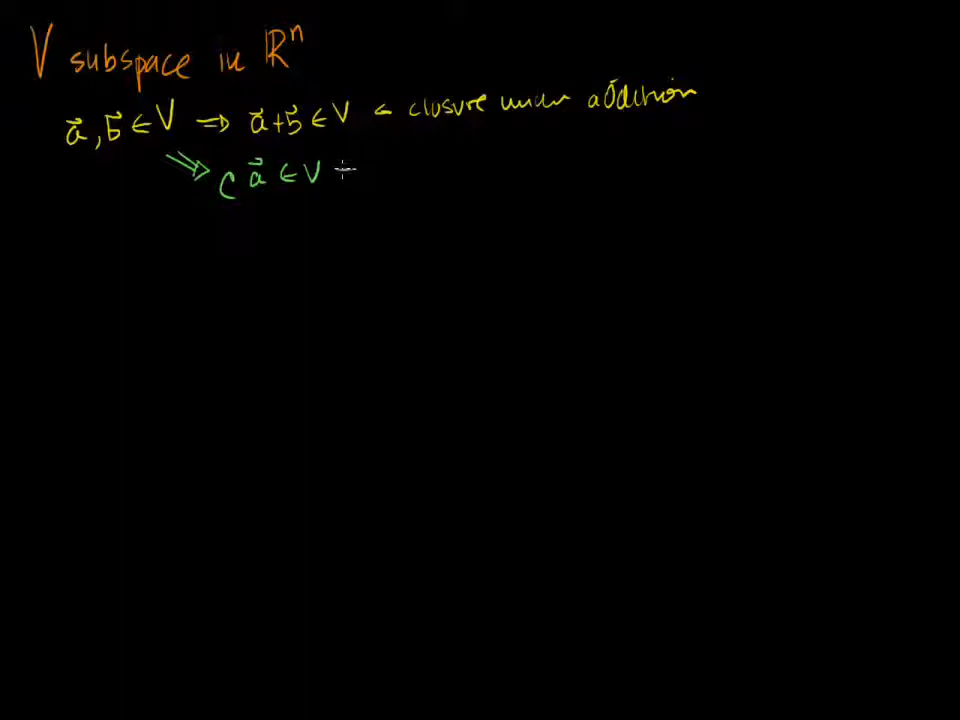 V subspace in ℝⁿ
a⃗, b⃗ ∈ V ⇒ a⃗+b⃗ ∈ V ← closure under addition
⇒ c a⃗ ∈ V